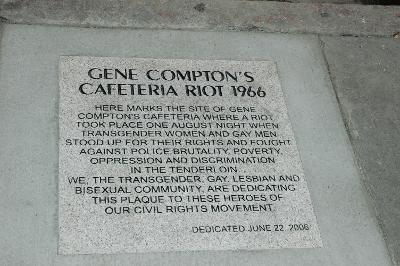 GENE COMPTON'S
CAFETERIA RIOT 1966
HERE MARKS THE SITE OF GENE
COMPTON'S CAFETERIA WHERE A RIOT
TOOK PLACE ONE AUGUST NIGHT WHEN
TRANSGENDER WOMEN AND GAY MEN
STOOD UP FOR THEIR RIGHTS AND FOUGHT
AGAINST POLICE BRUTALITY, POVERTY,
OPPRESSION AND DISCRIMINATION
IN THE TENDERLOIN...
WE, THE TRANSGENDER, GAY, LESBIAN AND
BISEXUAL COMMUNITY, ARE DEDICATING
THIS PLAQUE TO THESE HEROES OF
OUR CIVIL RIGHTS MOVEMENT.
DEDICATED JUNE 22, 2006